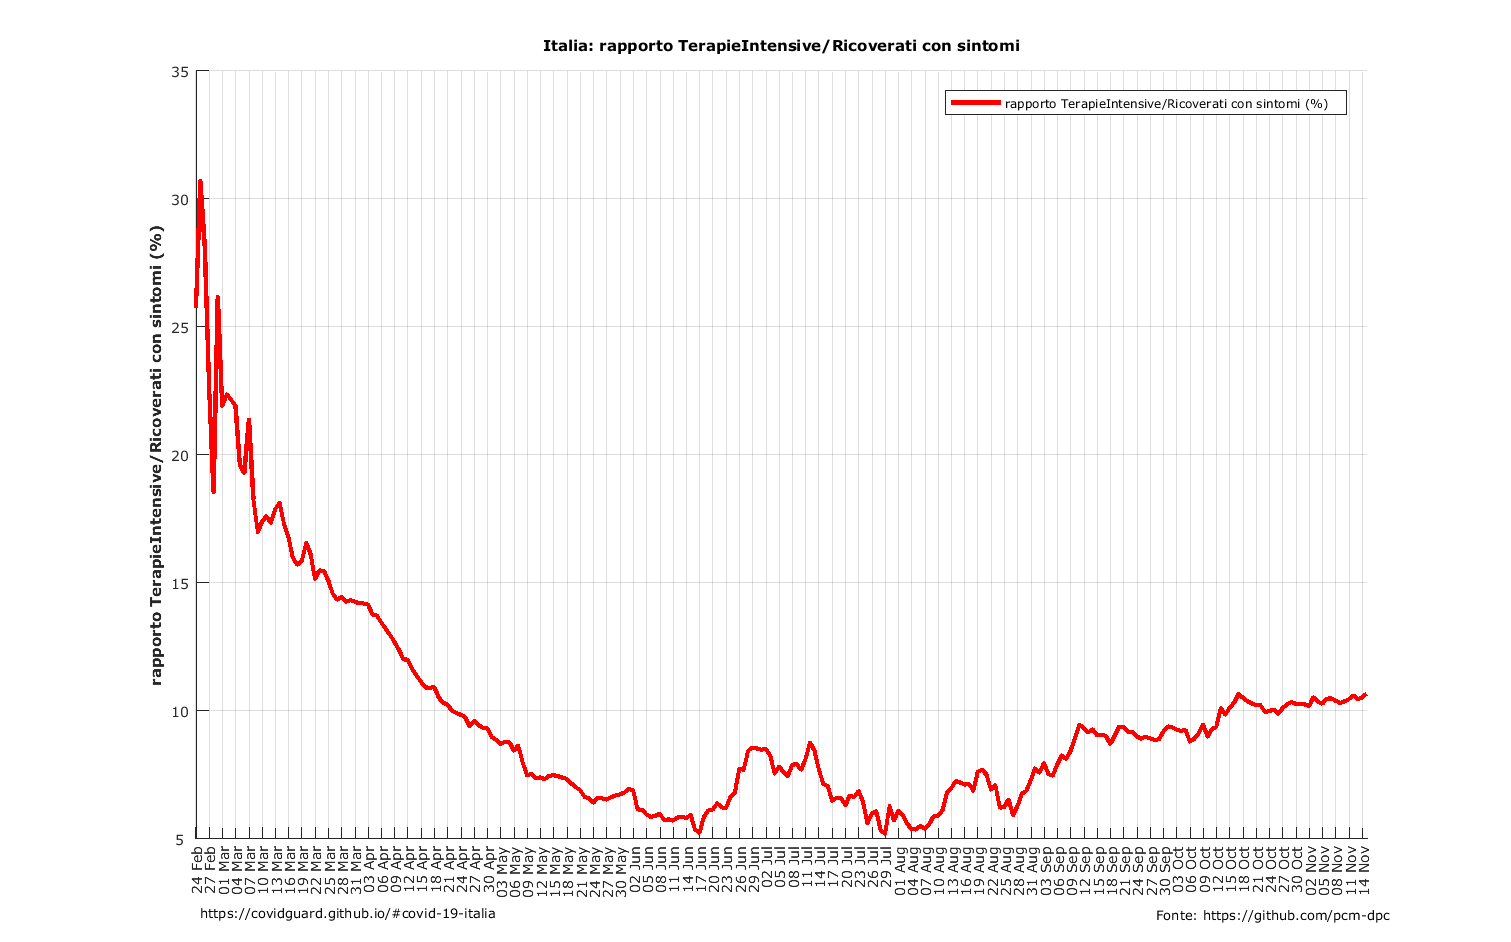 Italia: rapporto TerapieIntensive/Ricoverati con sintomi
rapporto TerapieIntensive/Ricoverati con sintomi (%)
rapporto TerapieIntensive/Ricoverati con sintomi (%)
35
30
25
20
15
10
5
24 Feb
27 Feb
01 Mar
04 Mar
07 Mar
10 Mar
13 Mar
16 Mar
19 Mar
22 Mar
25 Mar
28 Mar
31 Mar
03 Apr
06 Apr
09 Apr
12 Apr
15 Apr
18 Apr
21 Apr
24 Apr
27 Apr
30 Apr
03 May
06 May
09 May
12 May
15 May
18 May
21 May
24 May
27 May
30 May
02 Jun
05 Jun
08 Jun
11 Jun
14 Jun
17 Jun
20 Jun
23 Jun
26 Jun
29 Jun
02 Jul
05 Jul
08 Jul
11 Jul
14 Jul
17 Jul
20 Jul
23 Jul
26 Jul
29 Jul
01 Aug
04 Aug
07 Aug
10 Aug
13 Aug
16 Aug
19 Aug
22 Aug
25 Aug
28 Aug
31 Aug
03 Sep
06 Sep
09 Sep
12 Sep
15 Sep
18 Sep
21 Sep
24 Sep
27 Sep
30 Sep
03 Oct
06 Oct
09 Oct
12 Oct
15 Oct
18 Oct
21 Oct
24 Oct
27 Oct
30 Oct
02 Nov
05 Nov
08 Nov
11 Nov
14 Nov
https://covidguard.github.io/#covid-19-italia
Fonte: https://github.com/pcm-dpc